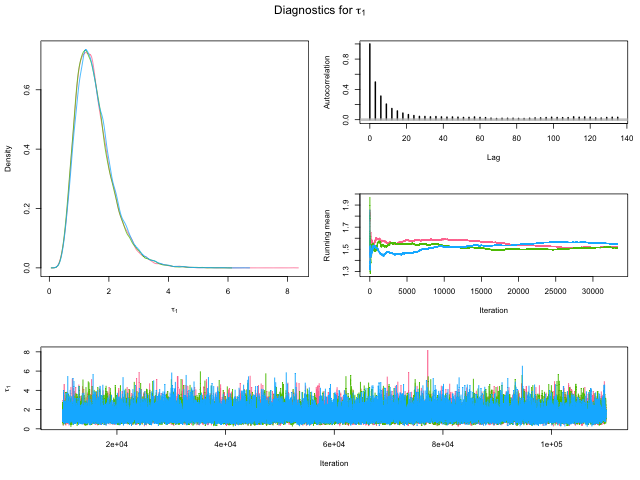 Diagnostics for τ1
Density
0.0 0.2 0.4 0.6
0 2 4 6 8
τ1
Autocorrelation
0.0 0.4 0.8
0 20 40 60 80 100 120 140
Lag
Running mean
1.3 1.5 1.7 1.9
0 5000 10000 15000 20000 25000 30000
Iteration
τ1
0 2 4 6 8
2e+04 4e+04 6e+04 8e+04 1e+05
Iteration